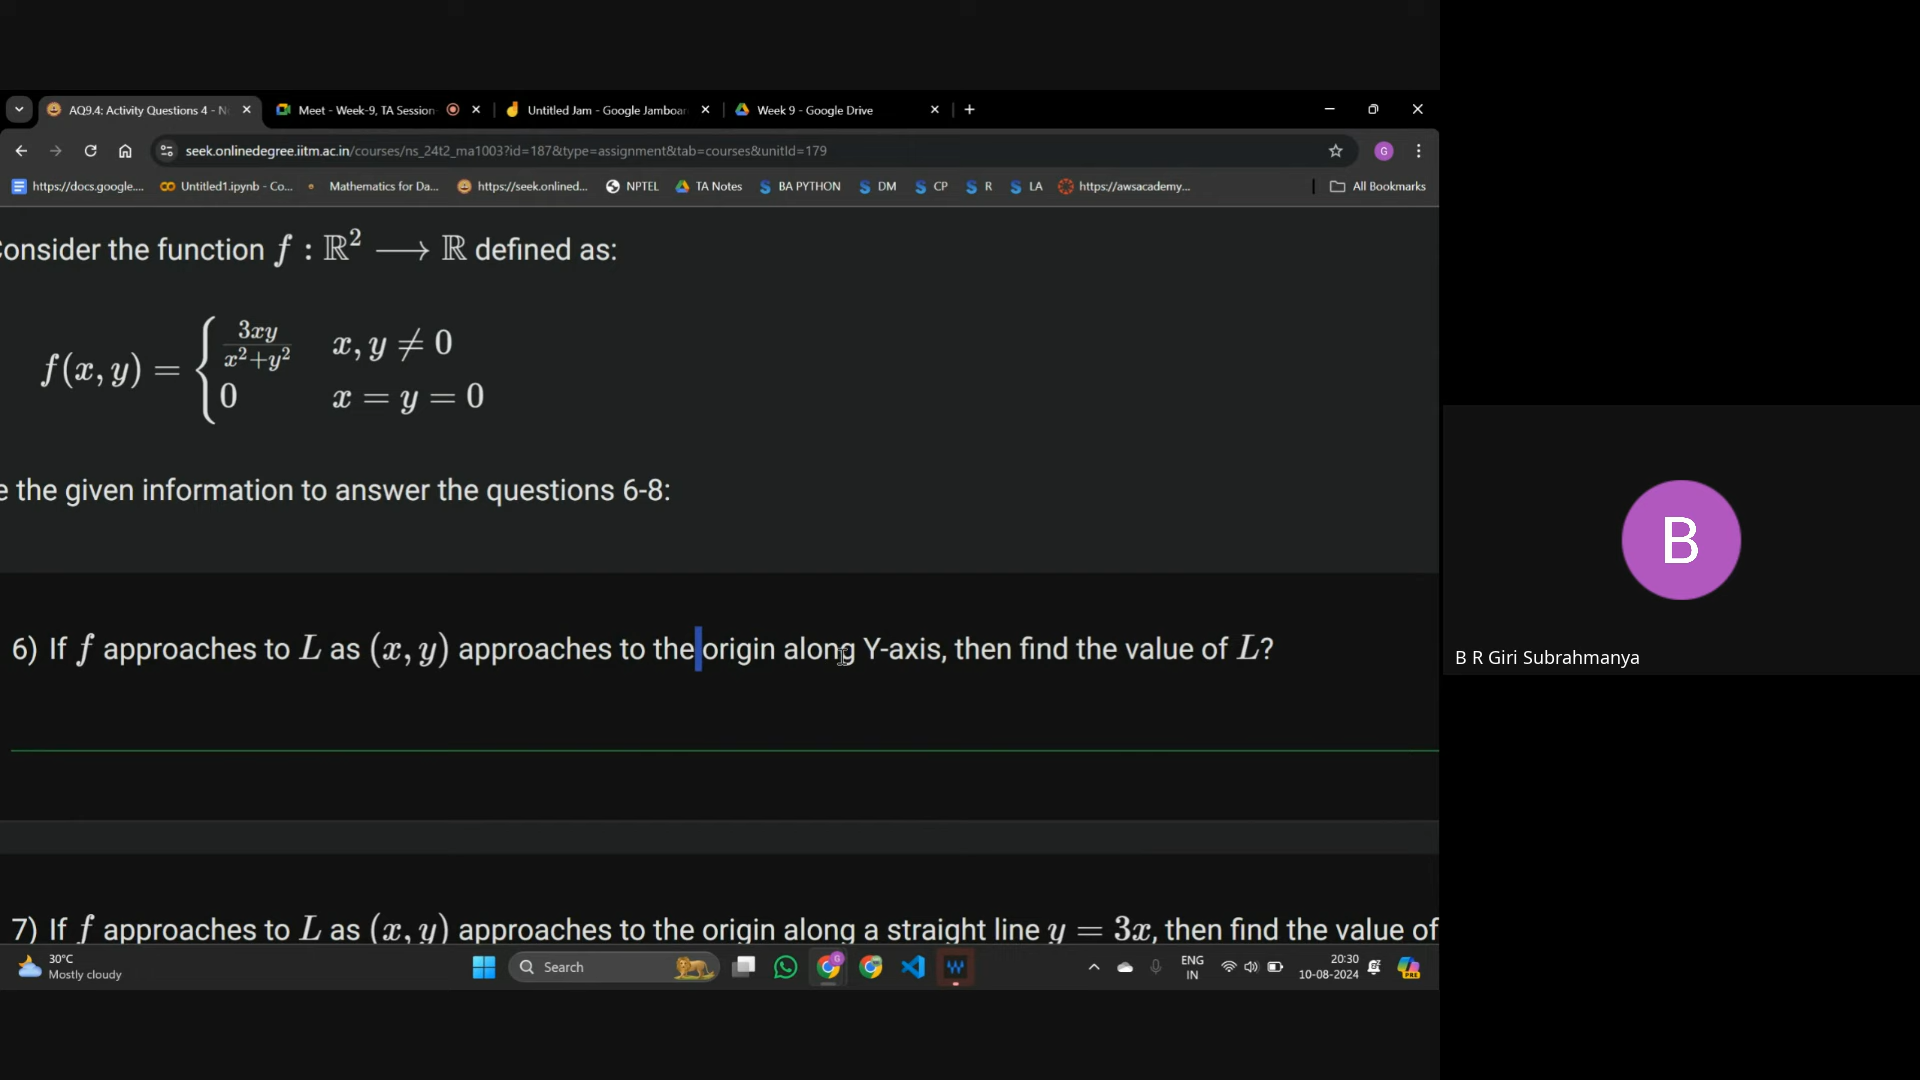 AQ9.4: Activity Questions 4 - N
Meet - Week-9, TA Session
Untitled Jam - Google Jamboar
Week 9 - Google Drive
seek.onlinedegree.iitm.ac.in/courses/ns_24t2_ma1003?id=187&type=assignment&tab=courses&unitId=179
G
https://docs.google....
Untitled1.ipynb - Co...
Mathematics for Da...
https://seek.onlined...
NPTEL
TA Notes
BA PYTHON
DM
CP
R
LA
https://awsacademy...
All Bookmarks
onsider the function f : ℝ² ⟶ ℝ defined as:
f(x, y) = { 3xy/(x²+y²) x, y ≠ 0
0 x = y = 0
e the given information to answer the questions 6-8:
6) If f approaches to L as (x, y) approaches to the origin along Y-axis, then find the value of L?
7) If f approaches to L as (x, y) approaches to the origin along a straight line y = 3x, then find the value of
B
B R Giri Subrahmanya
30°C
Mostly cloudy
Search
ENG
IN
20:30
10-08-2024